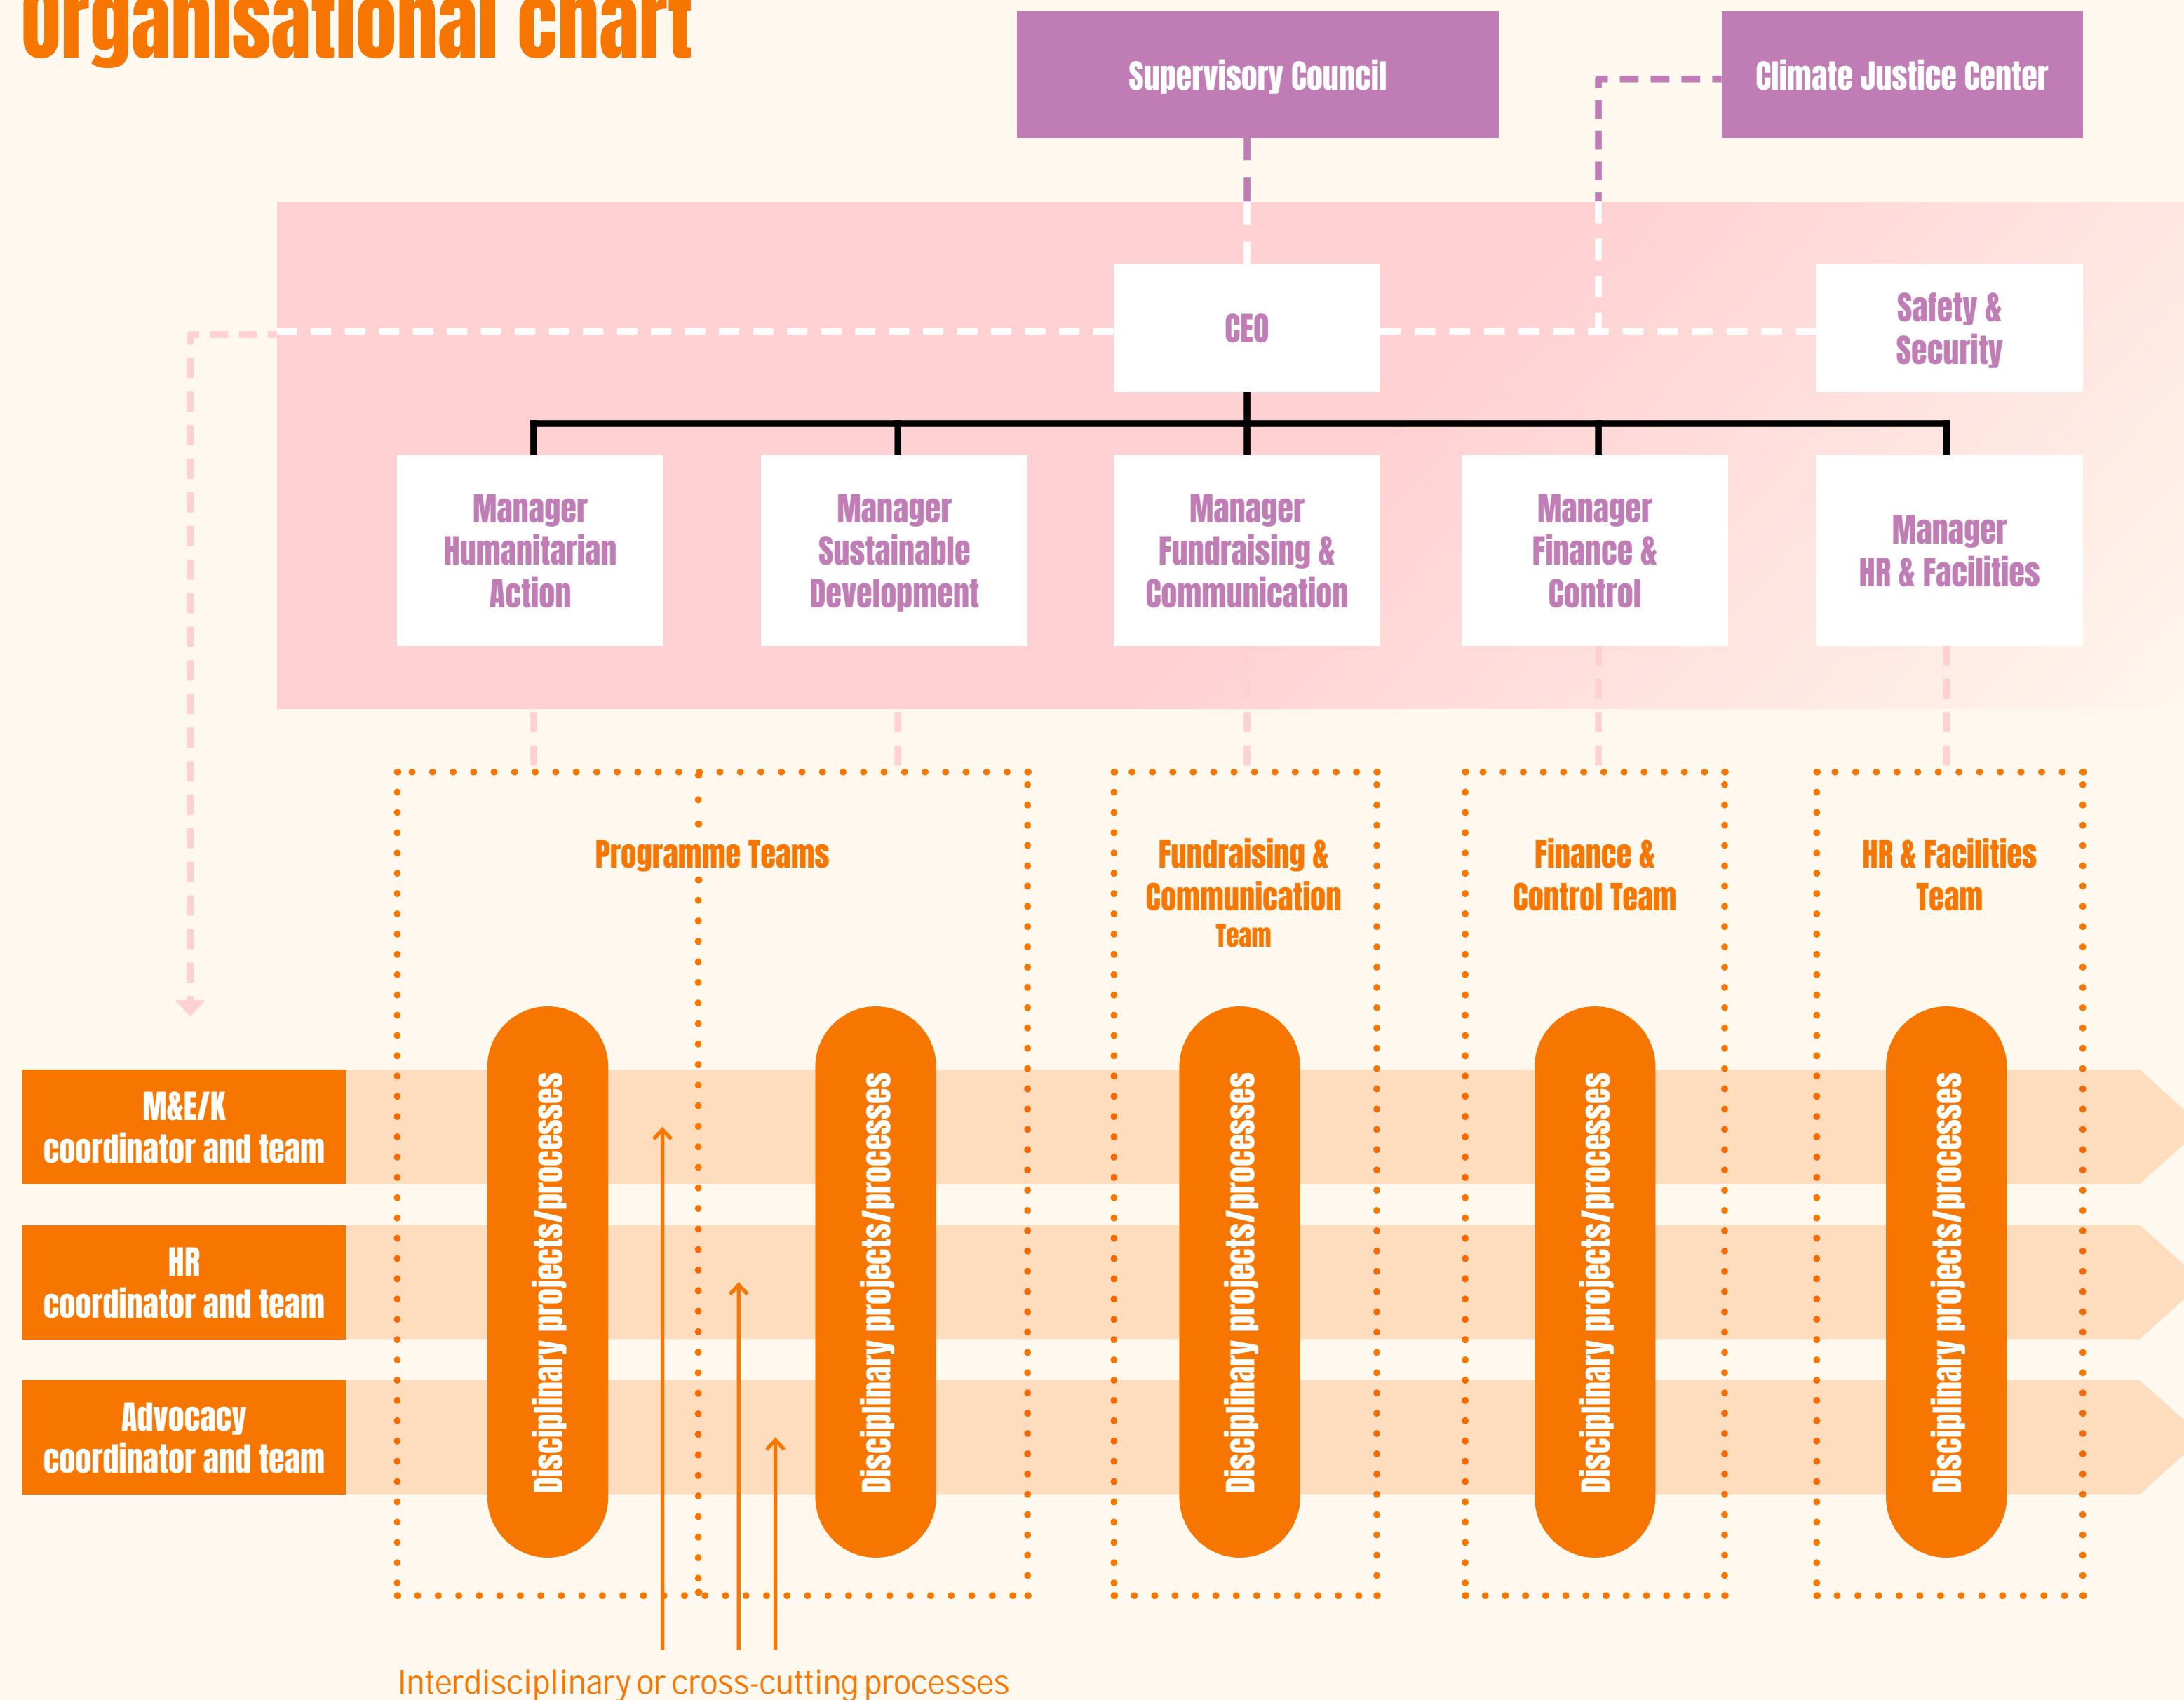 Organisational chart
Supervisory Council
Climate Justice Center
CEO
Safety &
Security
Manager
Humanitarian
Action
Manager
Sustainable
Development
Manager
Fundraising &
Communication
Manager
Finance &
Control
Manager
HR & Facilities
Programme Teams
Fundraising &
Communication
Team
Finance &
Control Team
HR & Facilities
Team
M&E/K
coordinator and team
HR
coordinator and team
Advocacy
coordinator and team
Disciplinary projects/processes
Disciplinary projects/processes
Disciplinary projects/processes
Disciplinary projects/processes
Disciplinary projects/processes
Interdisciplinary or cross-cutting processes